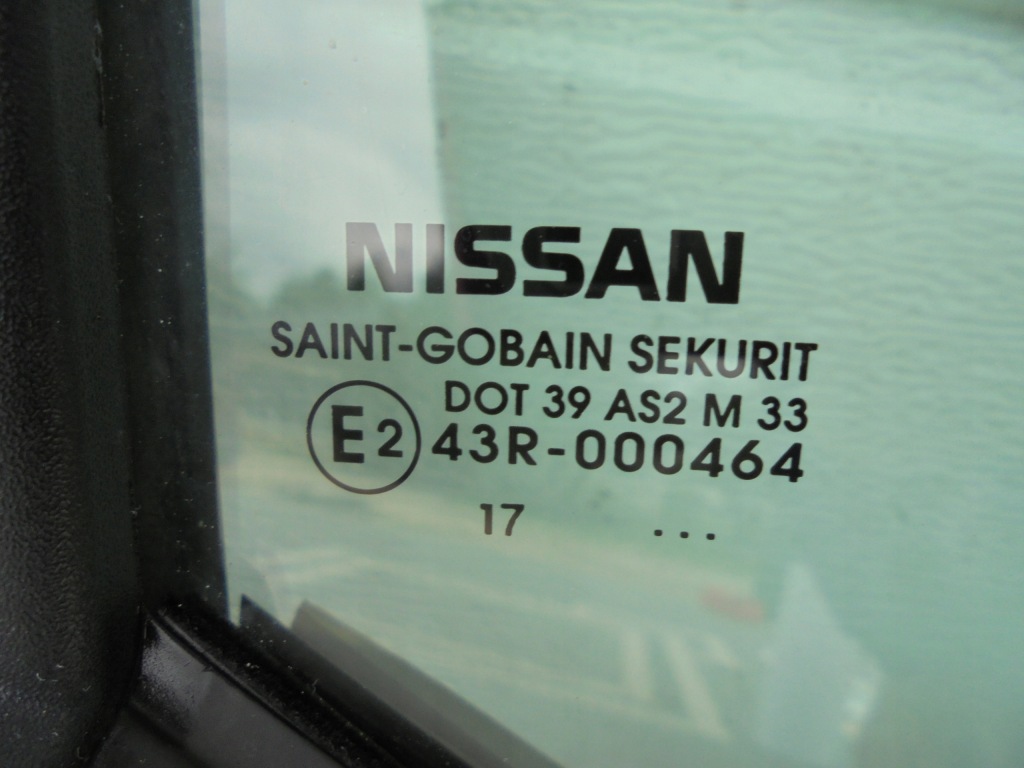 NISSAN
SAINT-GOBAIN SEKURIT
DOT 39 AS2 M 33
E2 43R-000464
17 ...